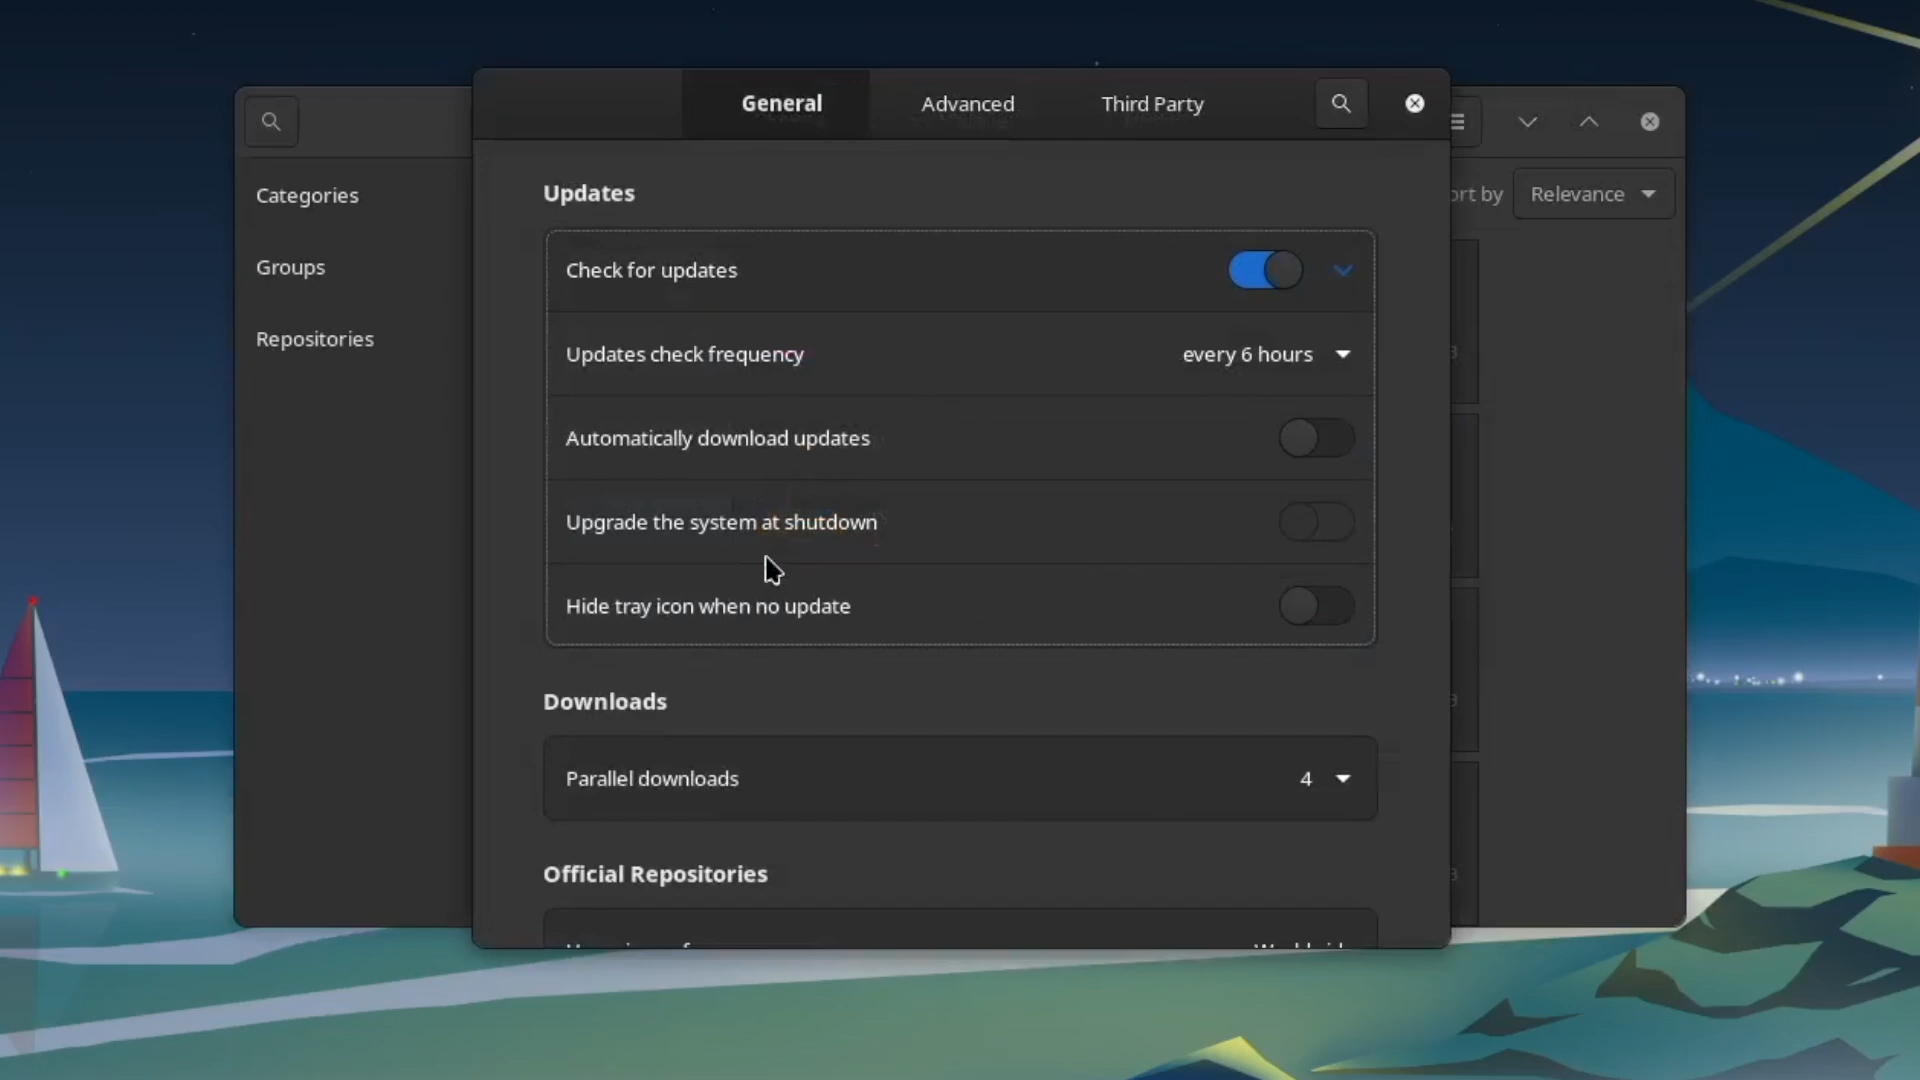 General Advanced Third Party
Categories
Groups
Repositories
Updates
Check for updates
Updates check frequency every 6 hours
Automatically download updates
Upgrade the system at shutdown
Hide tray icon when no update
Downloads
Parallel downloads 4
Official Repositories
by Relevance